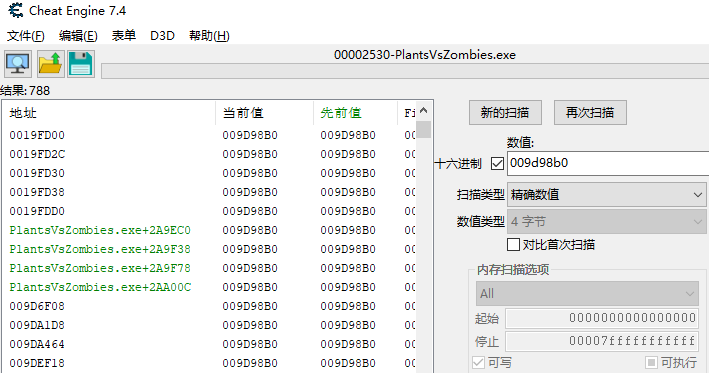 Cheat Engine 7.4
文件(F) 编辑(E) 表单 D3D 帮助(H)
00002530-PlantsVsZombies.exe
结果: 788
地址 当前值 先前值 Fi
0019FD00 009D98B0 009D98B0 00
0019FD2C 009D98B0 009D98B0 00
0019FD30 009D98B0 009D98B0 00
0019FD38 009D98B0 009D98B0 00
0019FDD0 009D98B0 009D98B0 00
PlantsVsZombies.exe+2A9EC0 009D98B0 009D98B0 00
PlantsVsZombies.exe+2A9F38 009D98B0 009D98B0 00
PlantsVsZombies.exe+2A9F78 009D98B0 009D98B0 00
PlantsVsZombies.exe+2AA00C 009D98B0 009D98B0 00
009D6F08 009D98B0 009D98B0 00
009DA1D8 009D98B0 009D98B0 00
009DA464 009D98B0 009D98B0 00
009DEF18 009D98B0 009D98B0 00
新的扫描 再次扫描
数值:
十六进制 009d98b0
扫描类型 精确数值
数值类型 4 字节
对比首次扫描
内存扫描选项
All
起始 0000000000000000
停止 00007fffffffffff
可写 可执行